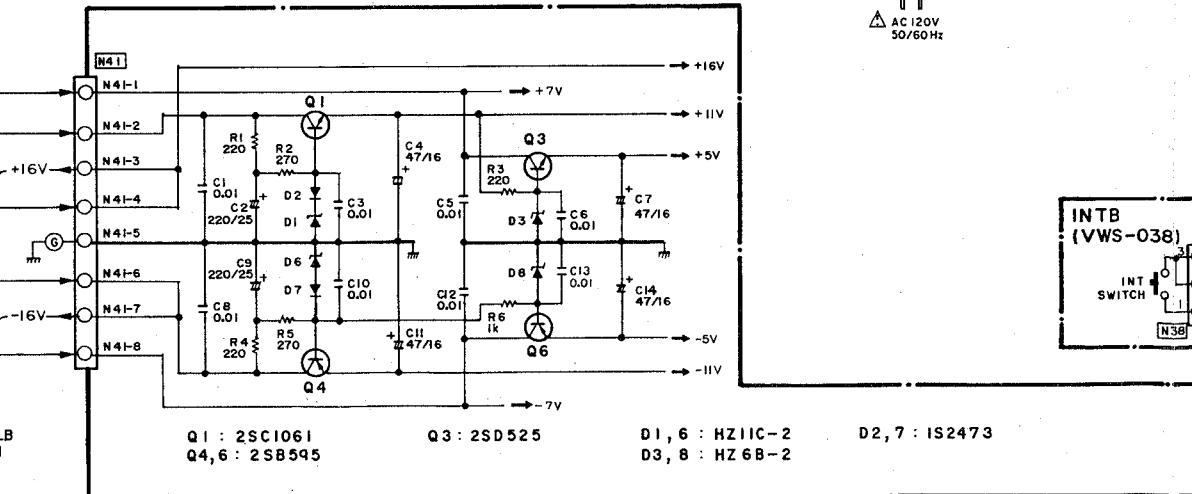 AC 120V
50/60Hz
N41
N41-1
N41-2
N41-3
N41-4
N41-5
N41-6
N41-7
N41-8
+16V
-16V
G
+16V
+7V
+11V
+5V
-5V
-11V
-7V
Q1
R1
220
R2
270
C1
0.01
C2
220/25
+
D2
D1
C3
0.01
C4
47/16
+
Q3
R3
220
C5
0.01
D3
C6
0.01
+
C7
47/16
C9
220/25
+
D6
D7
C10
0.01
C8
0.01
R4
220
R5
270
+
C11
47/16
Q4
C12
0.01
D8
C13
0.01
+
C14
47/16
R6
1k
Q6
INTB
(VWS-038)
3
INT
SWITCH
1
N38
LB
Q1 : 2SC1061
Q4,6 : 2SB595
Q3 : 2SD525
D1,6 : HZ11C-2
D3,8 : HZ6B-2
D2,7 : 1S2473